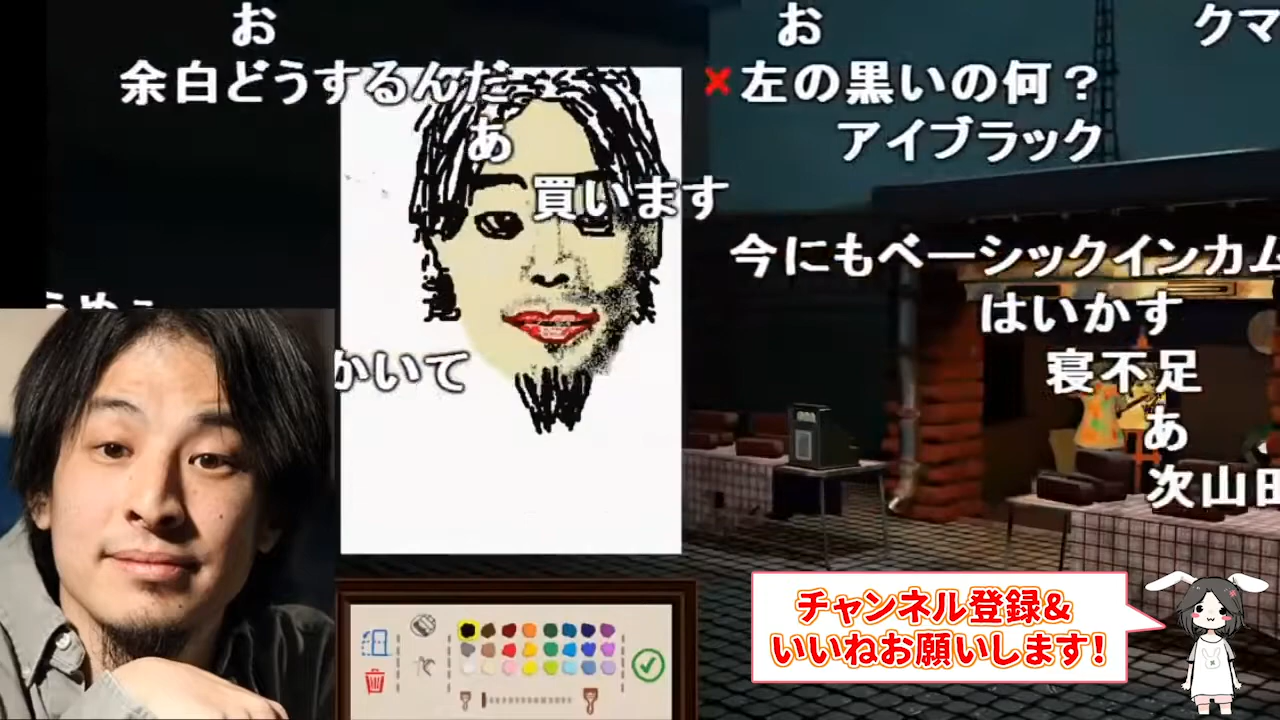 お
お
クマ
余白どうするんだ
左の黒いの何？
あ
アイブラック
買います
今にもベーシックインカム
はいかす
かいて
寝不足
あ
次山田
チャンネル登録&
いいねお願いします!